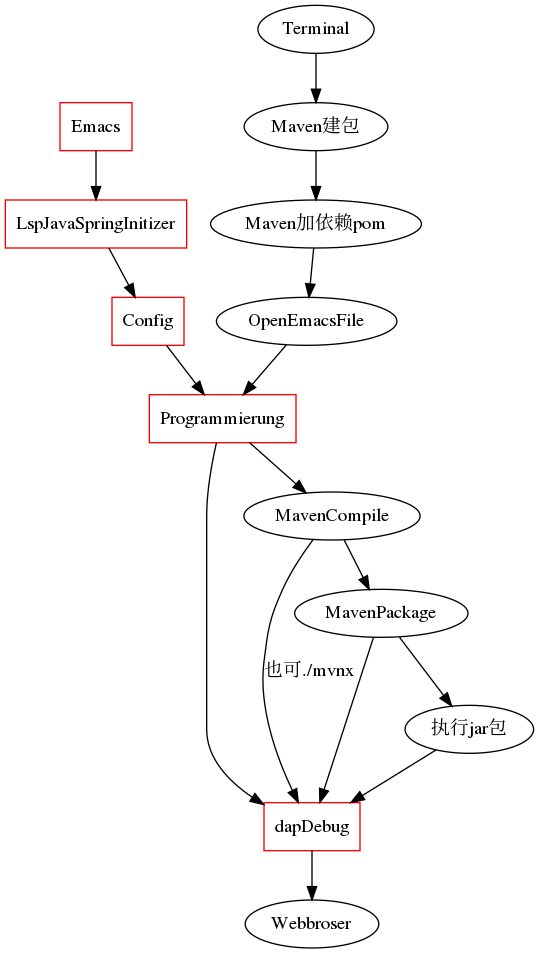 Terminal
Emacs
Maven建包
LspJavaSpringInitizer
Maven加依赖pom
Config
OpenEmacsFile
Programmierung
MavenCompile
MavenPackage
也可./mvnx
执行jar包
dapDebug
Webbroser